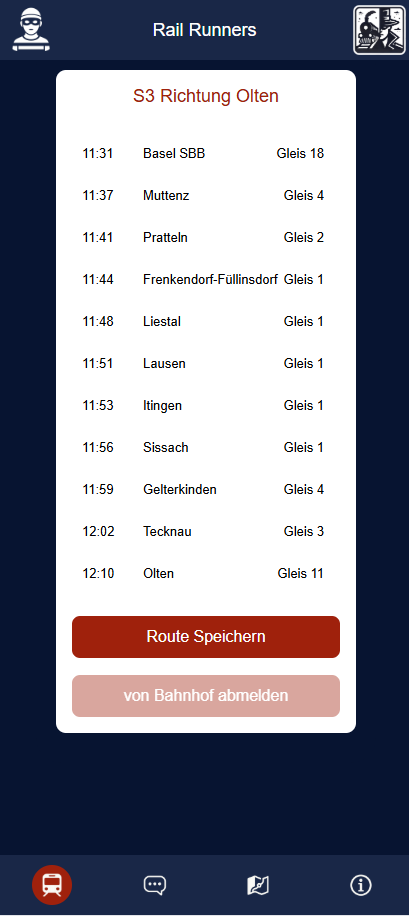 Rail Runners
S3 Richtung Olten
11:31 Basel SBB Gleis 18
11:37 Muttenz Gleis 4
11:41 Pratteln Gleis 2
11:44 Frenkendorf-Füllinsdorf Gleis 1
11:48 Liestal Gleis 1
11:51 Lausen Gleis 1
11:53 Itingen Gleis 1
11:56 Sissach Gleis 1
11:59 Gelterkinden Gleis 4
12:02 Tecknau Gleis 3
12:10 Olten Gleis 11
Route Speichern
von Bahnhof abmelden